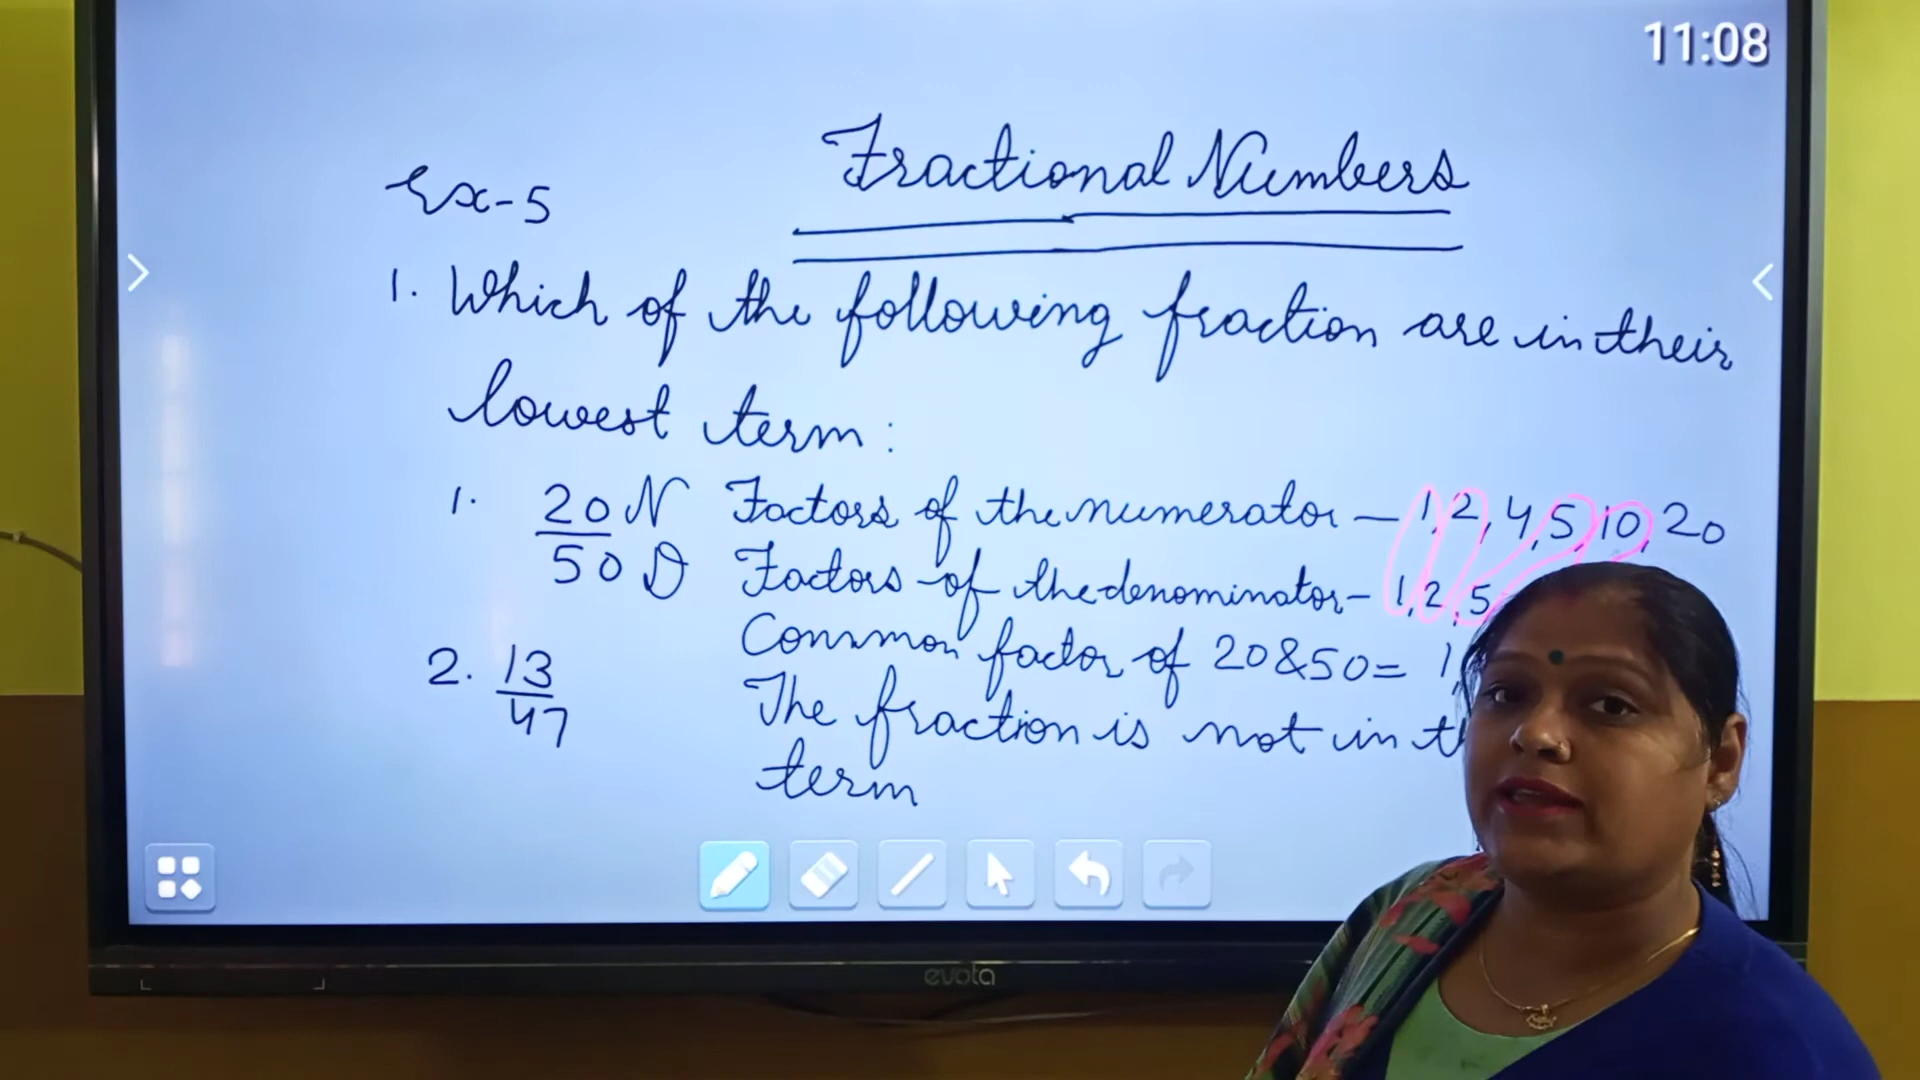 11:08
Fractional Numbers
Ex-5
1. Which of the following fraction are in their
lowest term:
1. 20 N Factors of the numerator — 1, 2, 4, 5, 10, 20
50 D Factors of the denominator — 1, 2, 5
Common factor of 20 & 50 = 1,
2. 13
47
The fraction is not in
term
evota